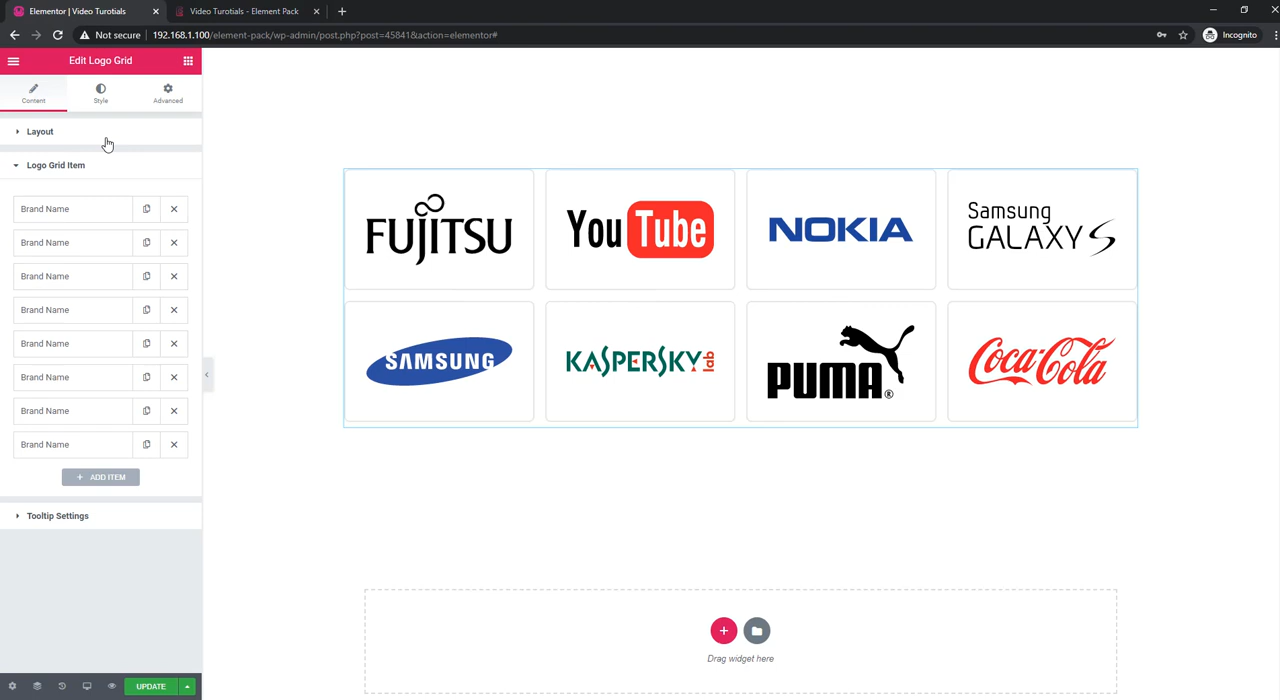 Elementor | Video Turotials
Video Turotials - Element Pack
Not secure
192.168.1.100/element-pack/wp-admin/post.php?post=45841&action=elementor#
Incognito
Edit Logo Grid
Content
Style
Advanced
Layout
Logo Grid Item
Brand Name
Brand Name
Brand Name
Brand Name
Brand Name
Brand Name
Brand Name
Brand Name
+ ADD ITEM
Tooltip Settings
UPDATE
FUJITSU
YouTube
NOKIA
Samsung
GALAXY S
SAMSUNG
KASPERSKY lab
PUMA®
Coca-Cola
Drag widget here